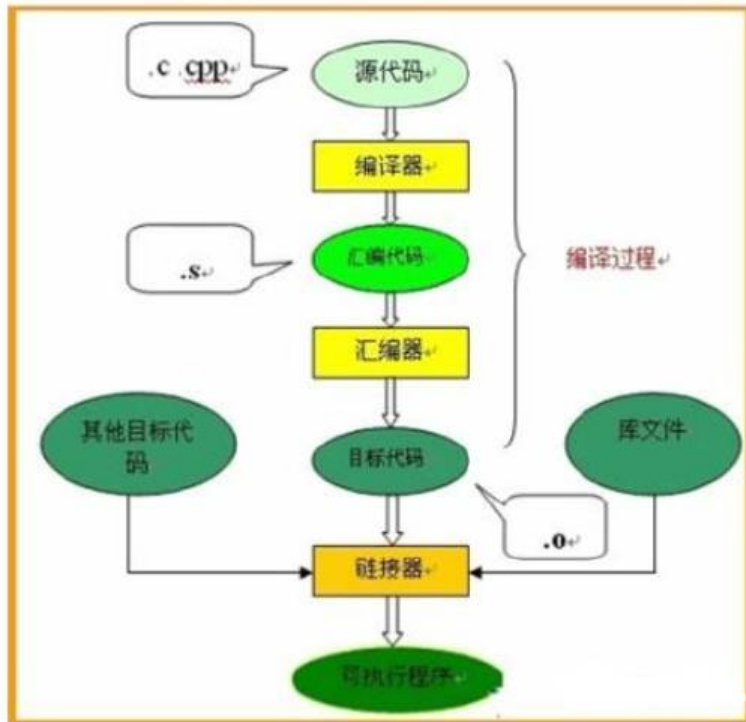 .c .cpp
源代码
编译器
.s
汇编代码
编译过程
汇编器
其他目标代
码
目标代码
库文件
.o
链接器
可执行程序